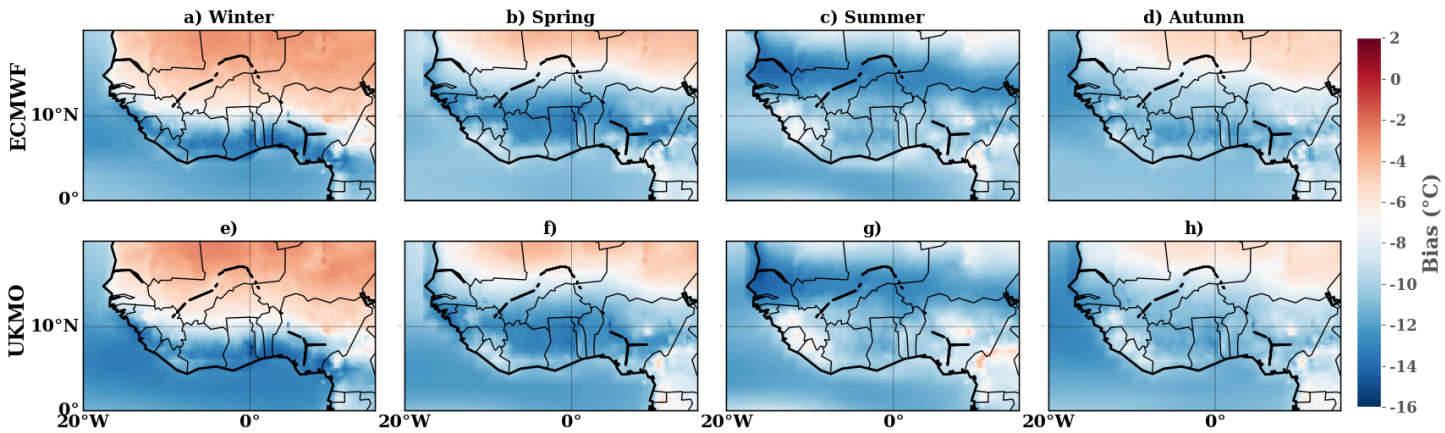 a) Winter
b) Spring
c) Summer
d) Autumn
ECMWF
10°N
0°
e)
f)
g)
h)
UKMO
10°N
0°
20°W
0°
20°W
0°
20°W
0°
20°W
0°
2
0
-2
-4
-6
-8
-10
-12
-14
-16
Bias (°C)